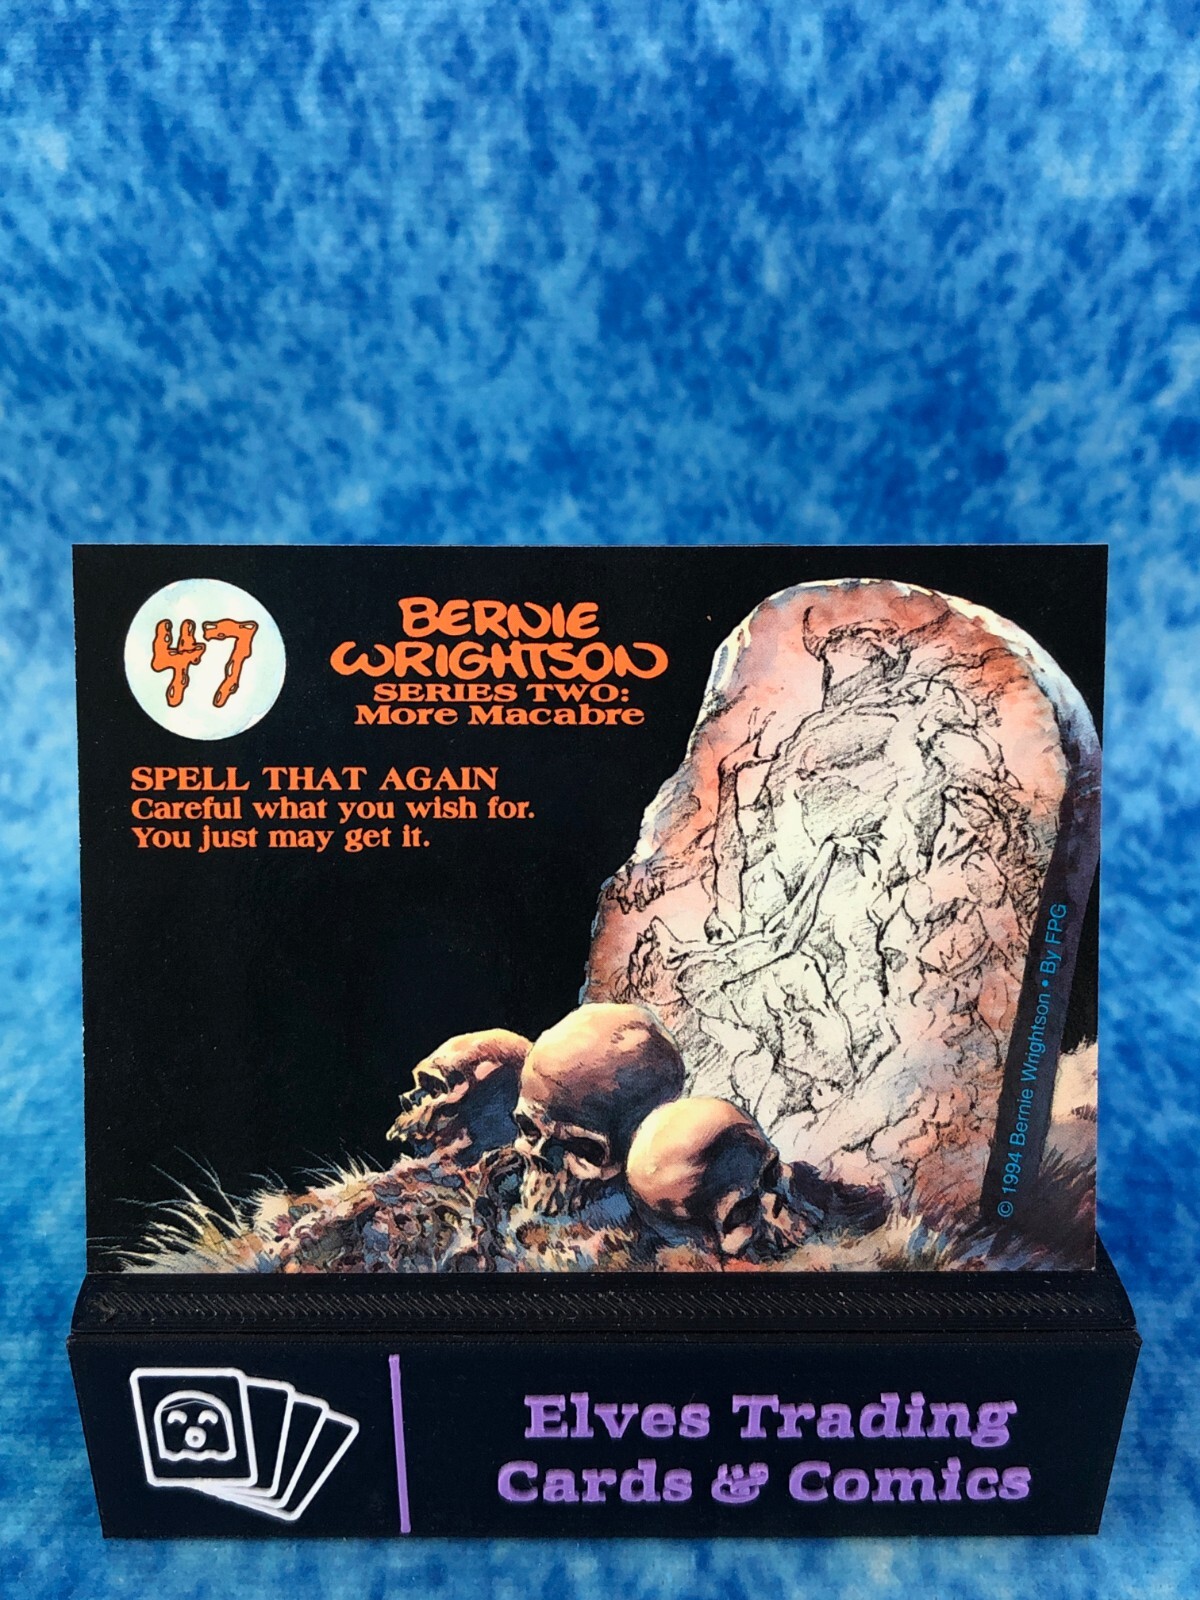 47
BERNIE
WRIGHTSON
SERIES TWO:
More Macabre
SPELL THAT AGAIN
Careful what you wish for.
You just may get it.
© 1994 Bernie Wrightson • By FPG
Elves Trading
Cards & Comics